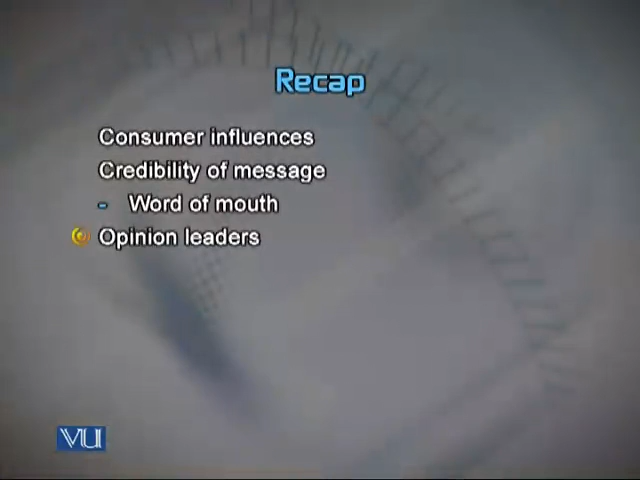 Recap
Consumer influences
Credibility of message
- Word of mouth
Opinion leaders
VU